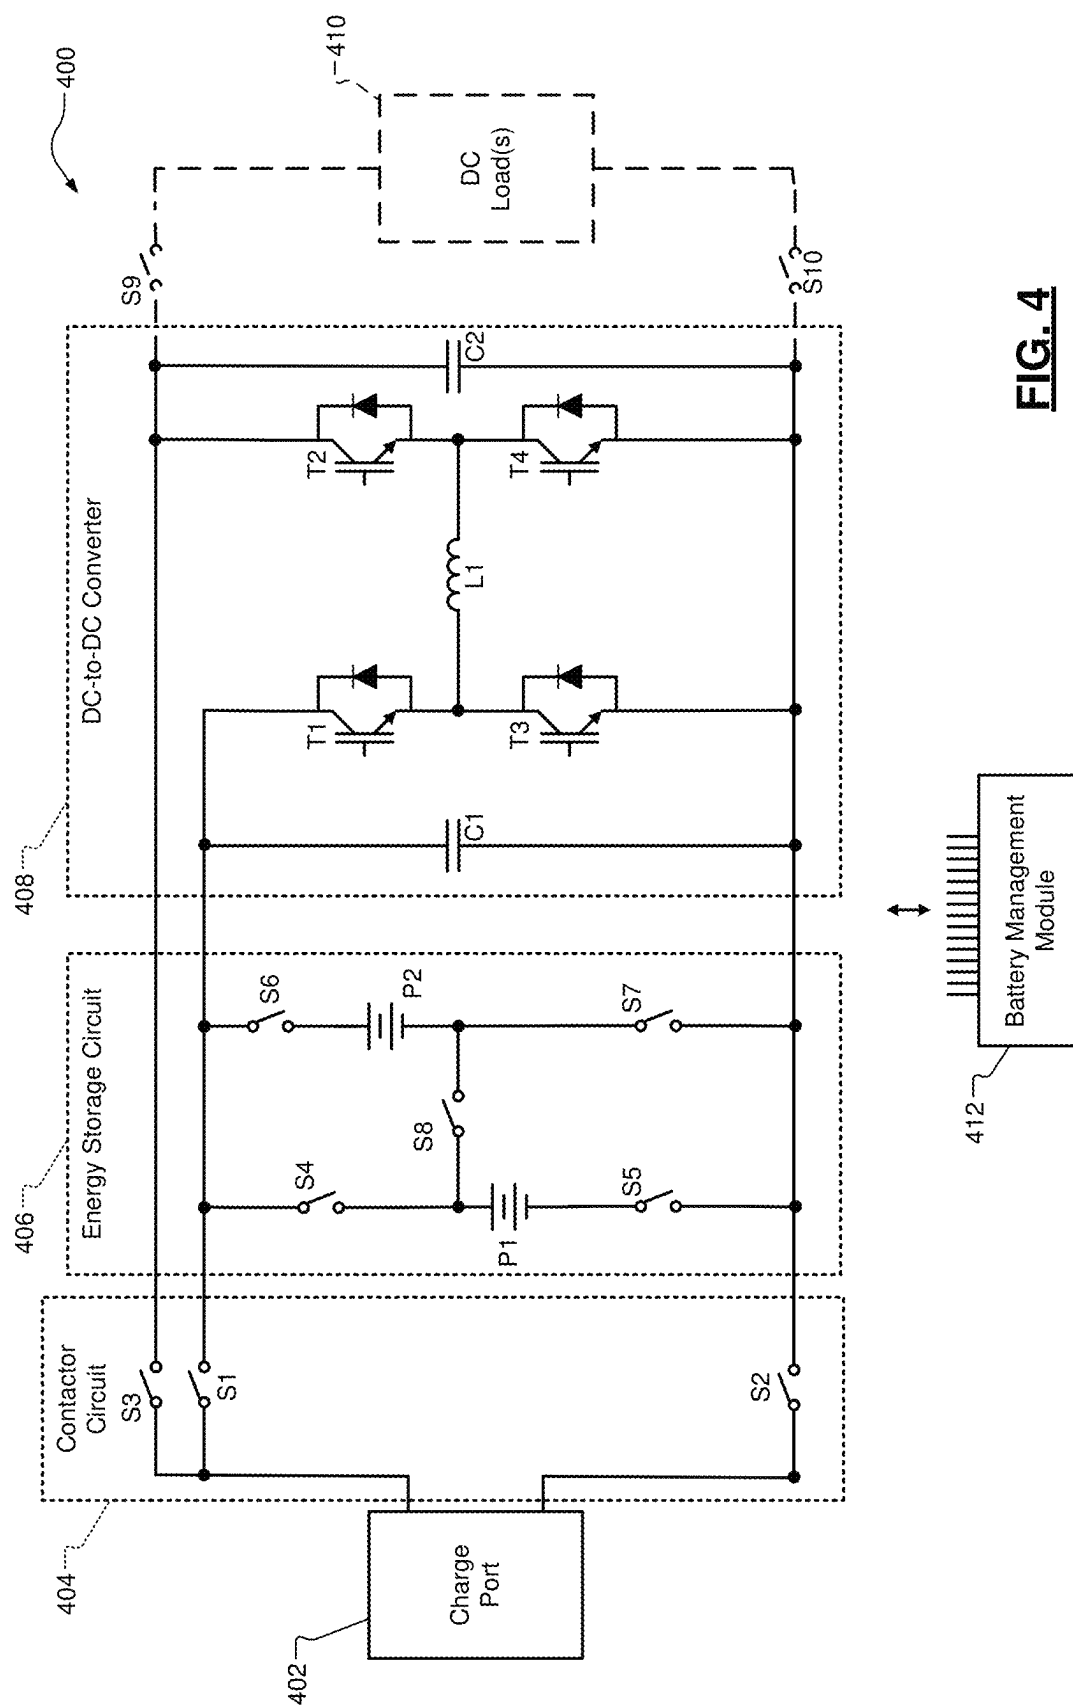 400
410
DC
Load(s)
S9
S10
408
DC-to-DC Converter
C2
T2
T4
L1
T1
T3
C1
406
Energy Storage Circuit
S6
P2
S7
S8
S4
P1
S5
404
Contactor
Circuit
S3
S1
S2
402
Charge
Port
412
Battery Management
Module
FIG. 4